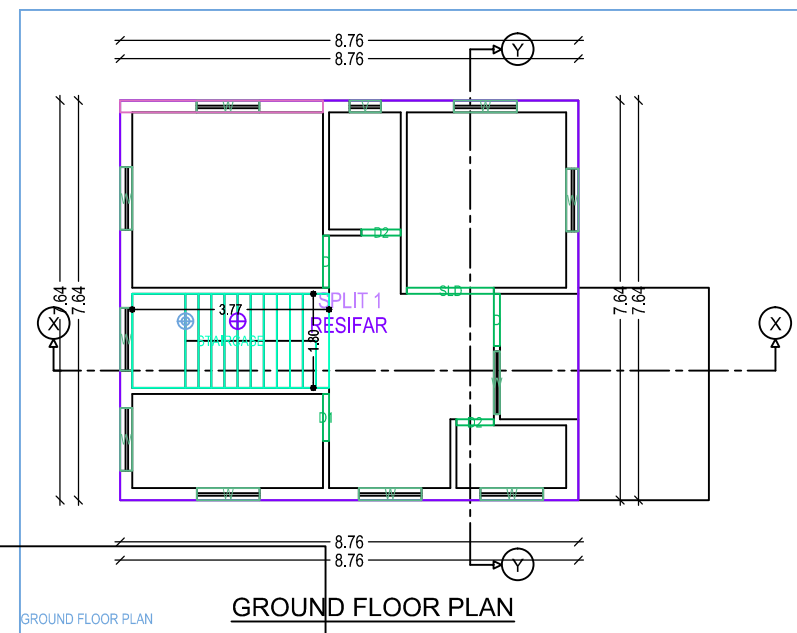 8.76
8.76
Y
W
V
W
W
W
D2
D
SLD
7.64
7.64
7.64
7.64
3.77
SPLIT 1
RESIFAR
1.80
STAIRCASE
D
X
X
W
W
W
D1
D2
W
W
W
8.76
8.76
Y
GROUND FLOOR PLAN
GROUND FLOOR PLAN